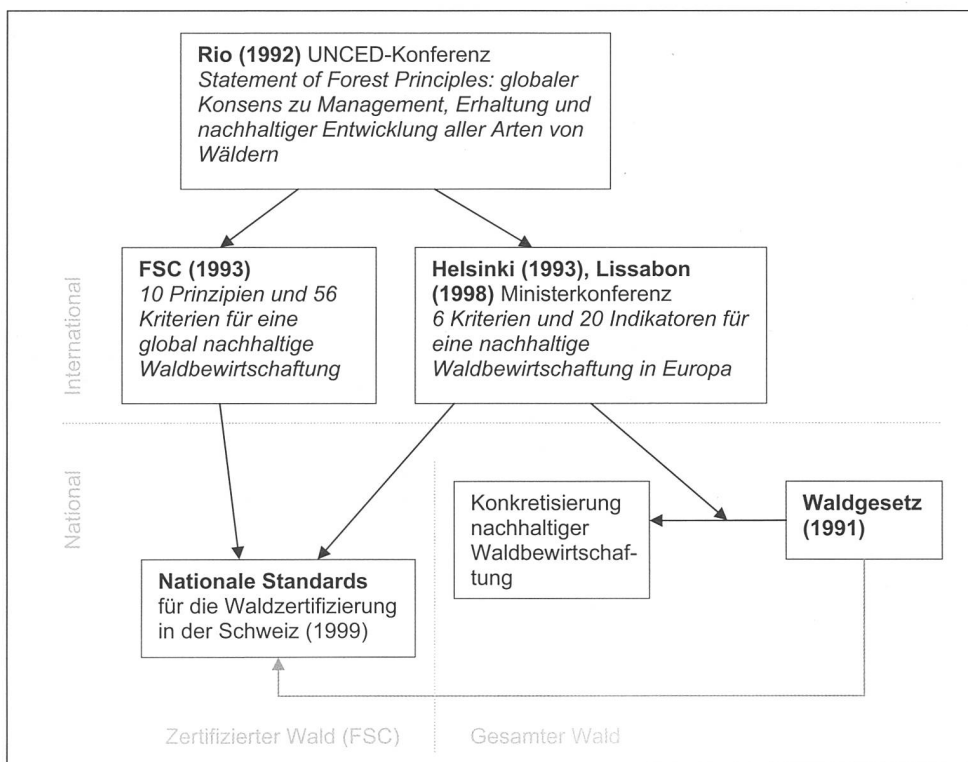 Rio (1992) UNCED-Konferenz
Statement of Forest Principles: globaler
Konsens zu Management, Erhaltung und
nachhaltiger Entwicklung aller Arten von
Wäldern
International
FSC (1993)
10 Prinzipien und 56
Kriterien für eine
global nachhaltige
Waldbewirtschaftung
Helsinki (1993), Lissabon
(1998) Ministerkonferenz
6 Kriterien und 20 Indikatoren für
eine nachhaltige
Waldbewirtschaftung in Europa
National
Konkretisierung
nachhaltiger
Waldbewirtschaf-
tung
Waldgesetz
(1991)
Nationale Standards
für die Waldzertifizierung
in der Schweiz (1999)
Zertifizierter Wald (FSC)
Gesamter Wald